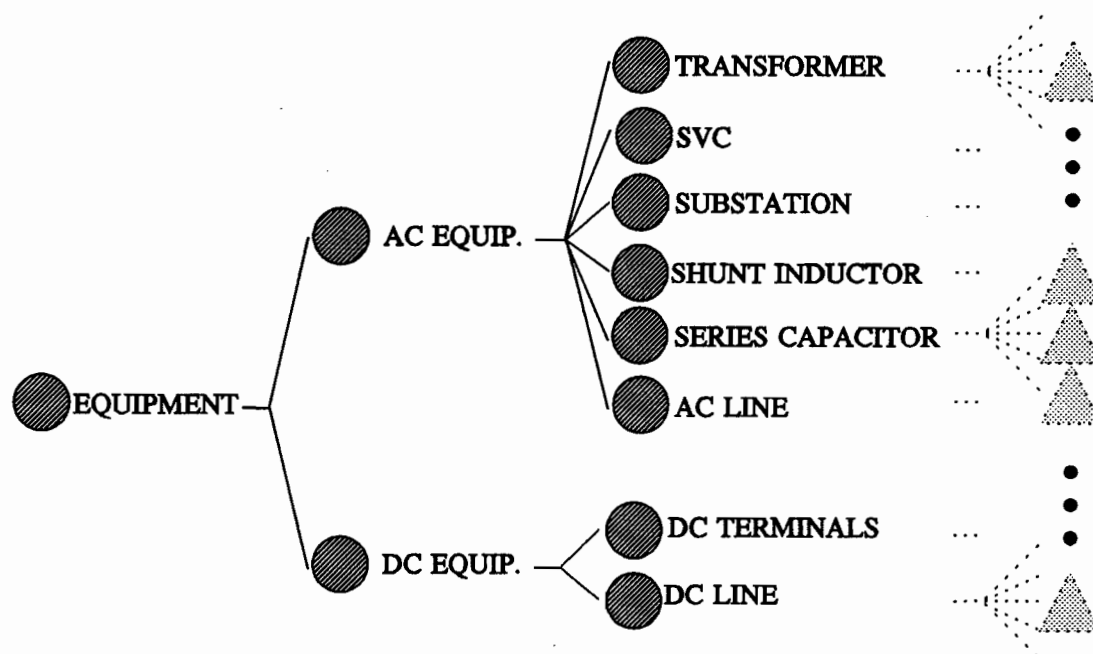 TRANSFORMER
SVC
SUBSTATION
AC EQUIP.
SHUNT INDUCTOR
SERIES CAPACITOR
EQUIPMENT
AC LINE
DC TERMINALS
DC EQUIP.
DC LINE